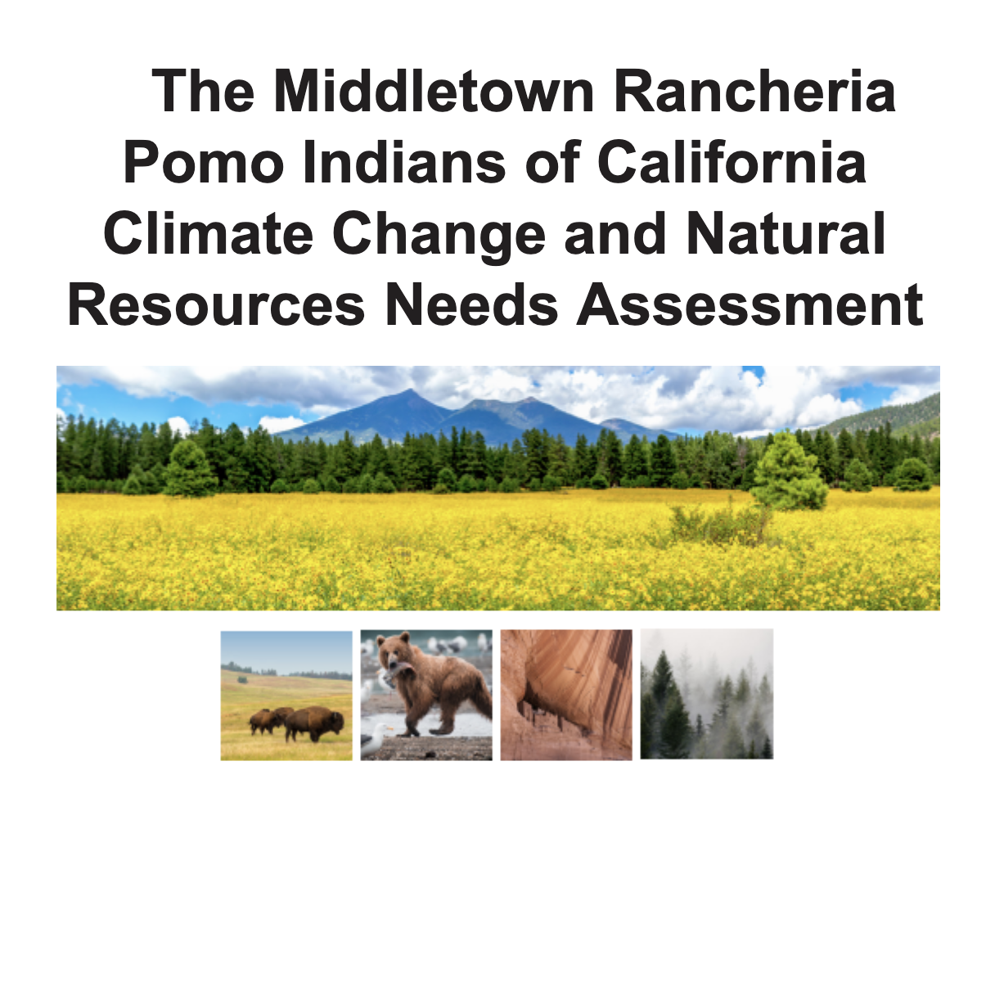 The Middletown Rancheria
Pomo Indians of California
Climate Change and Natural
Resources Needs Assessment